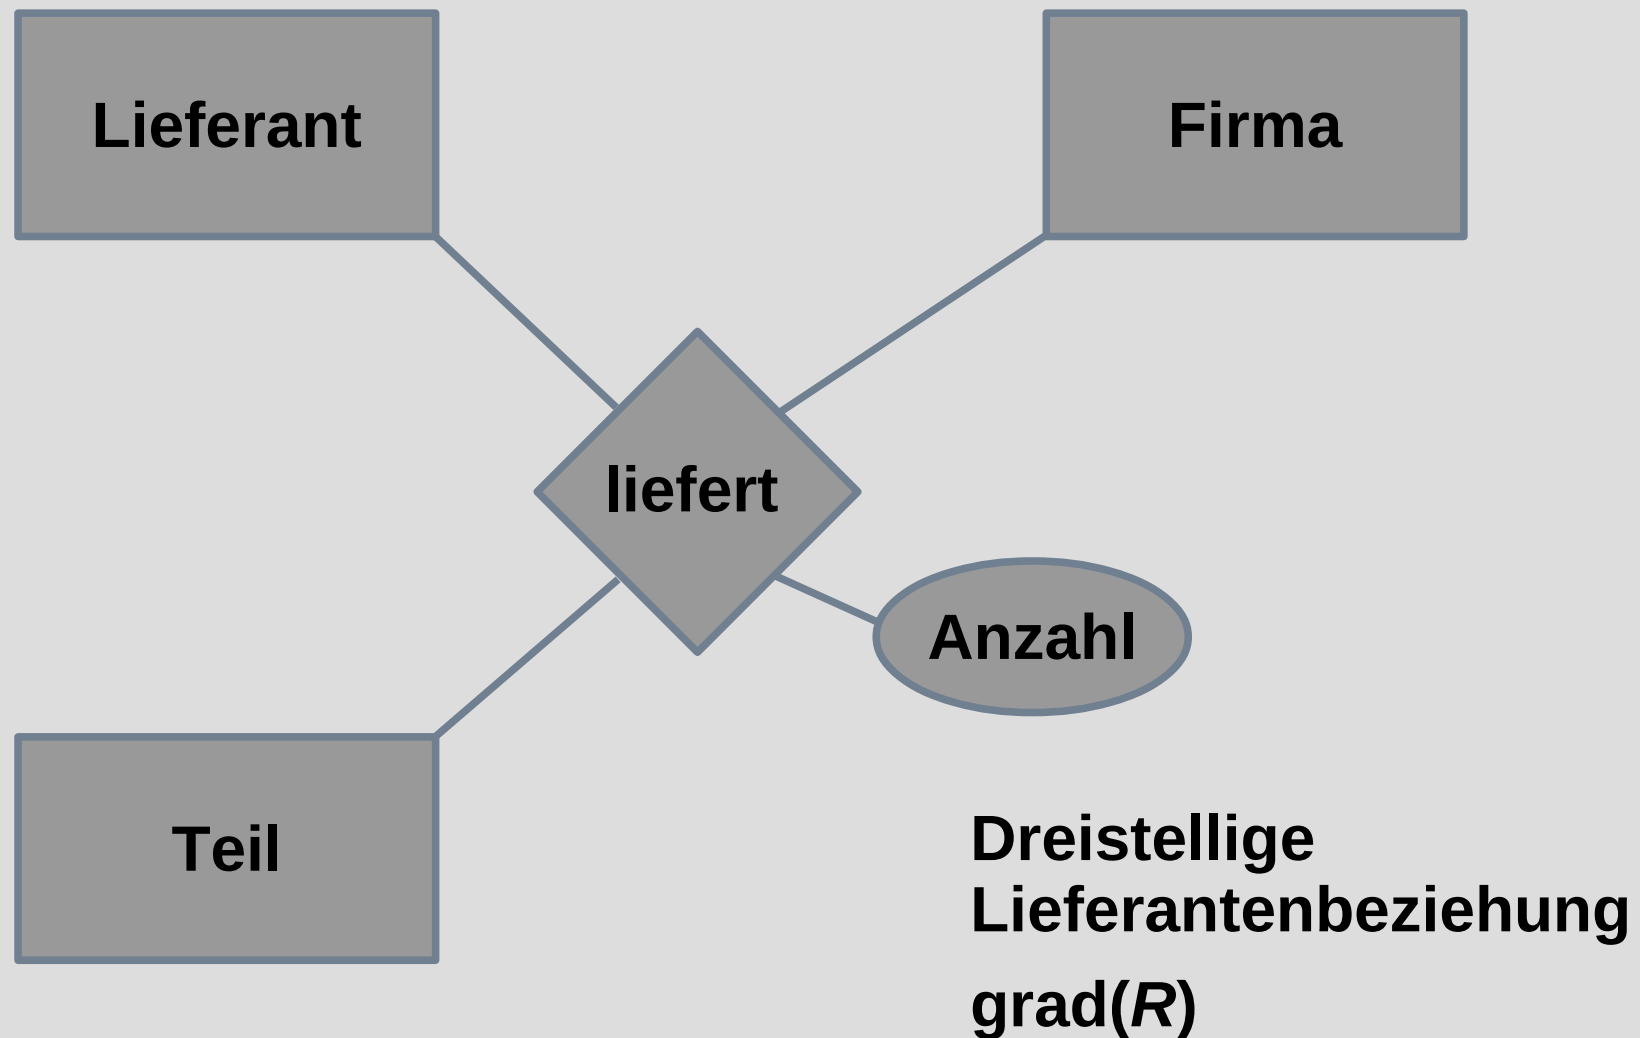 Lieferant
Firma
liefert
Anzahl
Teil
Dreistellige
Lieferantenbeziehung
grad(R)